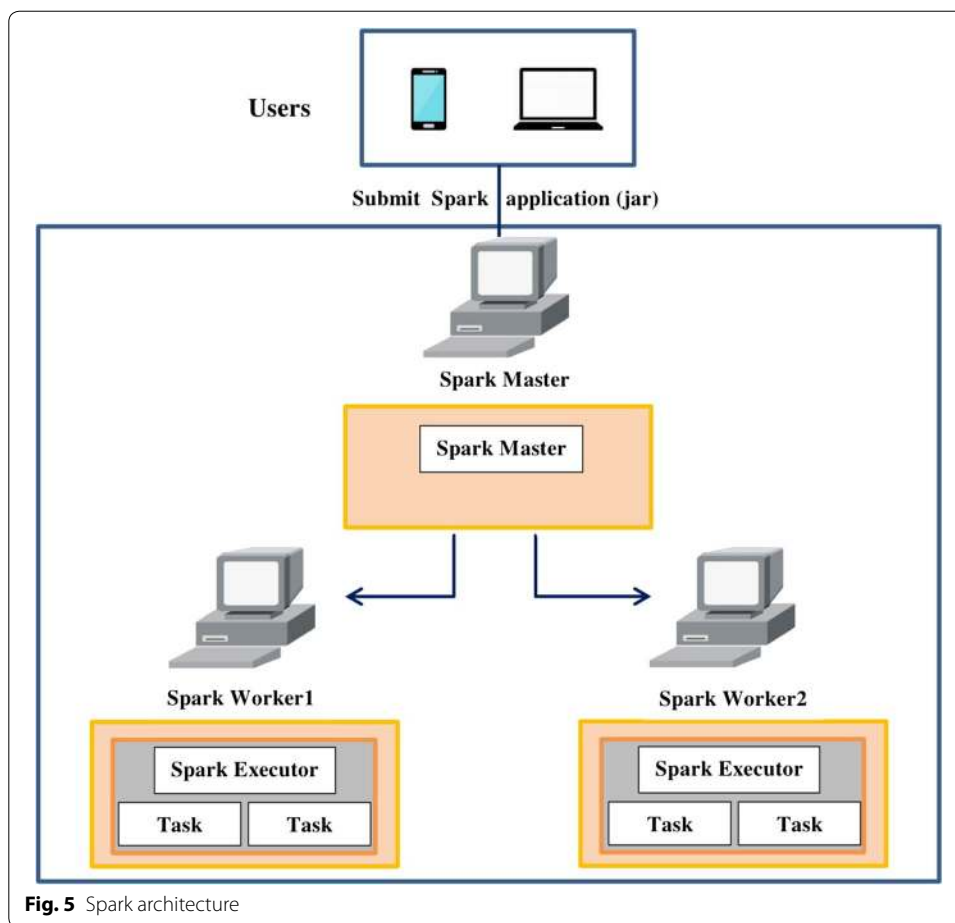 Users
Submit Spark application (jar)
Spark Master
Spark Master
Spark Worker1
Spark Worker2
Spark Executor
Task Task
Spark Executor
Task Task
Fig. 5 Spark architecture